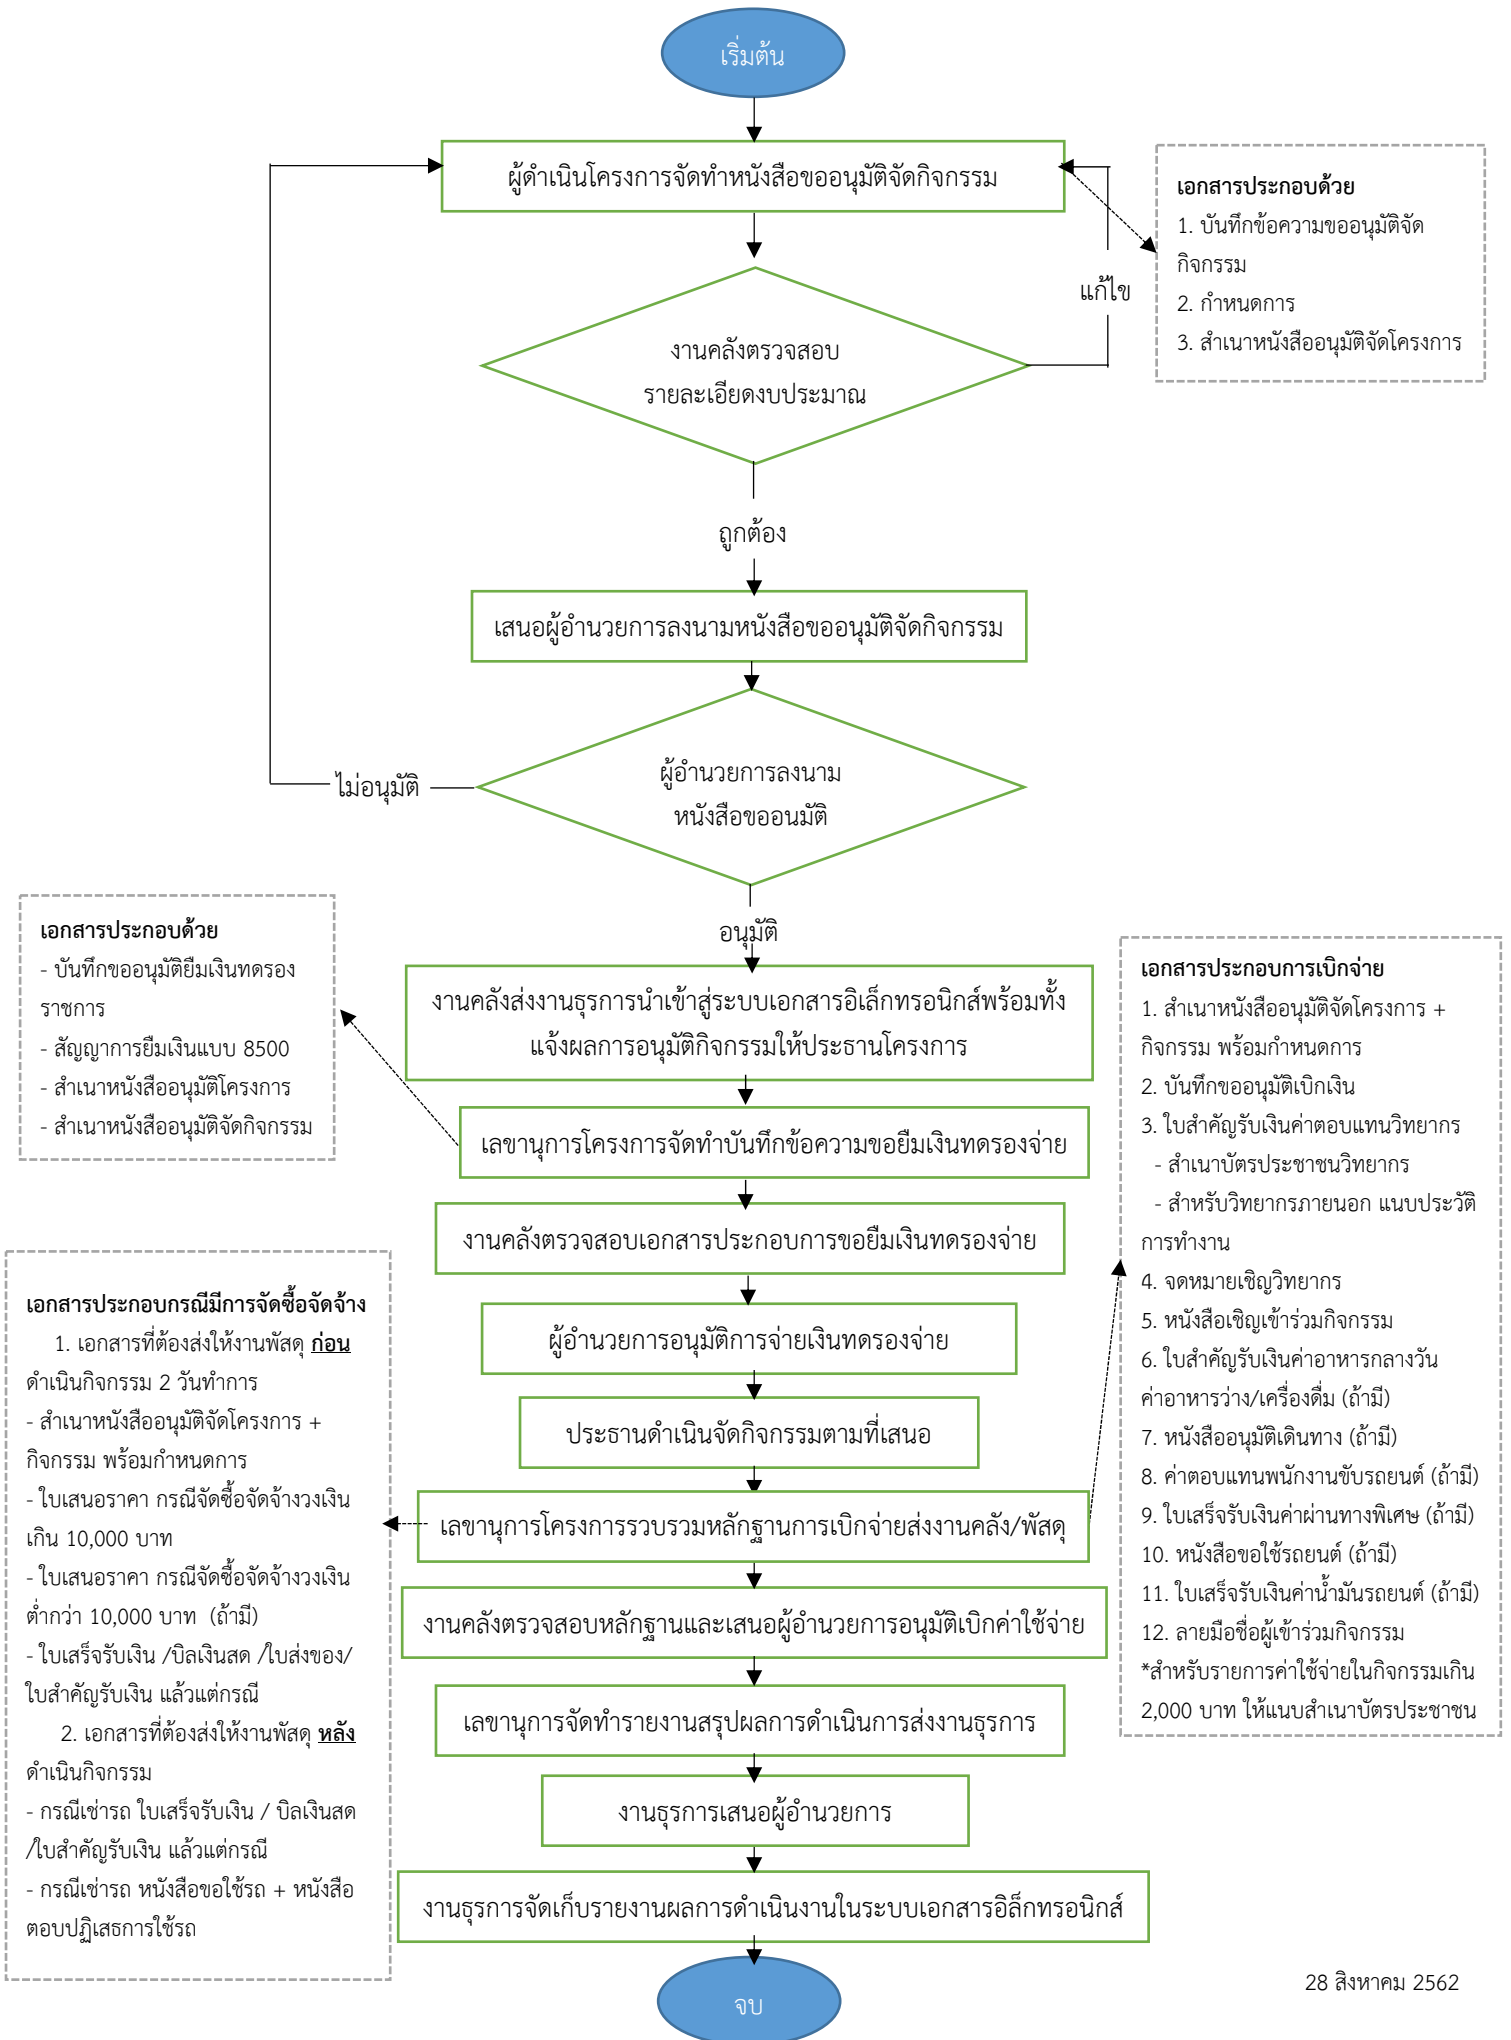 เริ่มต้น
ผู้ดำเนินโครงการจัดทำหนังสือขออนุมัติจัดกิจกรรม
เอกสารประกอบด้วย
1. บันทึกข้อความขออนุมัติจัด
กิจกรรม
2. กำหนดการ
3. สำเนาหนังสืออนุมัติจัดโครงการ
แก้ไข
งานคลังตรวจสอบ
รายละเอียดงบประมาณ
ถูกต้อง
เสนอผู้อำนวยการลงนามหนังสือขออนุมัติจัดกิจกรรม
ผู้อำนวยการลงนาม
หนังสือขออนมัติ
ไม่อนุมัติ
อนุมัติ
เอกสารประกอบด้วย
- บันทึกขออนุมัติยืมเงินทดรอง
ราชการ
- สัญญาการยืมเงินแบบ 8500
- สำเนาหนังสืออนุมัติโครงการ
- สำเนาหนังสืออนุมัติจัดกิจกรรม
งานคลังส่งงานธุรการนำเข้าสู่ระบบเอกสารอิเล็กทรอนิกส์พร้อมทั้ง
แจ้งผลการอนุมัติกิจกรรมให้ประธานโครงการ
เลขานุการโครงการจัดทำบันทึกข้อความขอยืมเงินทดรองจ่าย
งานคลังตรวจสอบเอกสารประกอบการขอยืมเงินทดรองจ่าย
ผู้อำนวยการอนุมัติการจ่ายเงินทดรองจ่าย
ประธานดำเนินจัดกิจกรรมตามที่เสนอ
เลขานุการโครงการรวบรวมหลักฐานการเบิกจ่ายส่งงานคลัง/พัสดุ
งานคลังตรวจสอบหลักฐานและเสนอผู้อำนวยการอนุมัติเบิกค่าใช้จ่าย
เลขานุการจัดทำรายงานสรุปผลการดำเนินการส่งงานธุรการ
งานธุรการเสนอผู้อำนวยการ
งานธุรการจัดเก็บรายงานผลการดำเนินงานในระบบเอกสารอิล็กทรอนิกส์
จบ
เอกสารประกอบกรณีมีการจัดซื้อจัดจ้าง
1. เอกสารที่ต้องส่งให้งานพัสดุ ก่อน
ดำเนินกิจกรรม 2 วันทำการ
- สำเนาหนังสืออนุมัติจัดโครงการ +
กิจกรรม พร้อมกำหนดการ
- ใบเสนอราคา กรณีจัดซื้อจัดจ้างวงเงิน
เกิน 10,000 บาท
- ใบเสนอราคา กรณีจัดซื้อจัดจ้างวงเงิน
ต่ำกว่า 10,000 บาท (ถ้ามี)
- ใบเสร็จรับเงิน /บิลเงินสด /ใบส่งของ/
ใบสำคัญรับเงิน แล้วแต่กรณี
2. เอกสารที่ต้องส่งให้งานพัสดุ หลัง
ดำเนินกิจกรรม
- กรณีเช่ารถ ใบเสร็จรับเงิน / บิลเงินสด
/ใบสำคัญรับเงิน แล้วแต่กรณี
- กรณีเช่ารถ หนังสือขอใช้รถ + หนังสือ
ตอบปฏิเสธการใช้รถ
เอกสารประกอบการเบิกจ่าย
1. สำเนาหนังสืออนุมัติจัดโครงการ +
กิจกรรม พร้อมกำหนดการ
2. บันทึกขออนุมัติเบิกเงิน
3. ใบสำคัญรับเงินค่าตอบแทนวิทยากร
- สำเนาบัตรประชาชนวิทยากร
- สำหรับวิทยากรภายนอก แนบประวัติ
การทำงาน
4. จดหมายเชิญวิทยากร
5. หนังสือเชิญเข้าร่วมกิจกรรม
6. ใบสำคัญรับเงินค่าอาหารกลางวัน
ค่าอาหารว่าง/เครื่องดื่ม (ถ้ามี)
7. หนังสืออนุมัติเดินทาง (ถ้ามี)
8. ค่าตอบแทนพนักงานขับรถยนต์ (ถ้ามี)
9. ใบเสร็จรับเงินค่าผ่านทางพิเศษ (ถ้ามี)
10. หนังสือขอใช้รถยนต์ (ถ้ามี)
11. ใบเสร็จรับเงินค่าน้ำมันรถยนต์ (ถ้ามี)
12. ลายมือชื่อผู้เข้าร่วมกิจกรรม
*สำหรับรายการค่าใช้จ่ายในกิจกรรมเกิน
2,000 บาท ให้แนบสำเนาบัตรประชาชน
28 สิงหาคม 2562